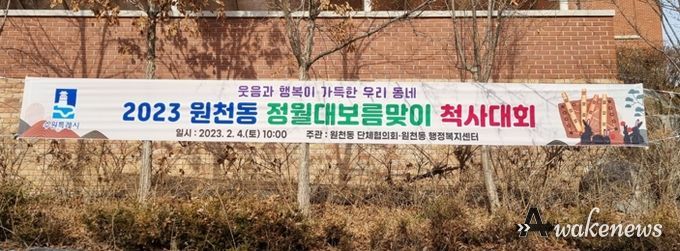 웃음과 행복이 가득한 우리 동네
2023 원천동 정월대보름맞이 척사대회
수원특례시
일시 : 2023. 2. 4.(토) 10:00 주관 : 원천동 단체협의회·원천동 행정복지센터
Awakenews